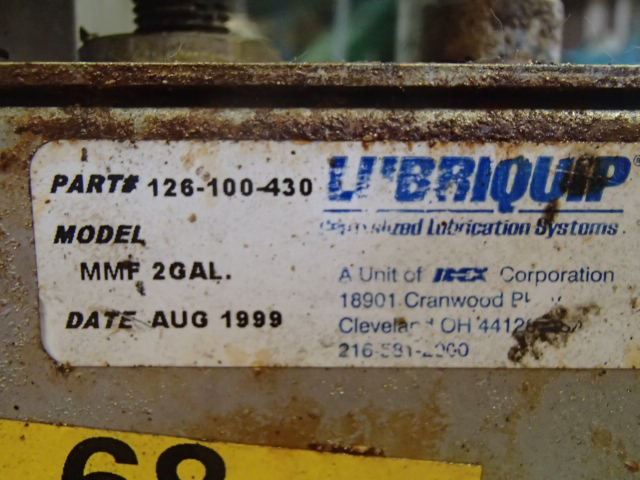 PART# 126-100-430
LUBRIQUIP®
MODEL
Centralized Lubrication Systems
MMF 2GAL.
A Unit of IDEX Corporation
18901 Cranwood
DATE AUG 1999
Cleveland OH
68